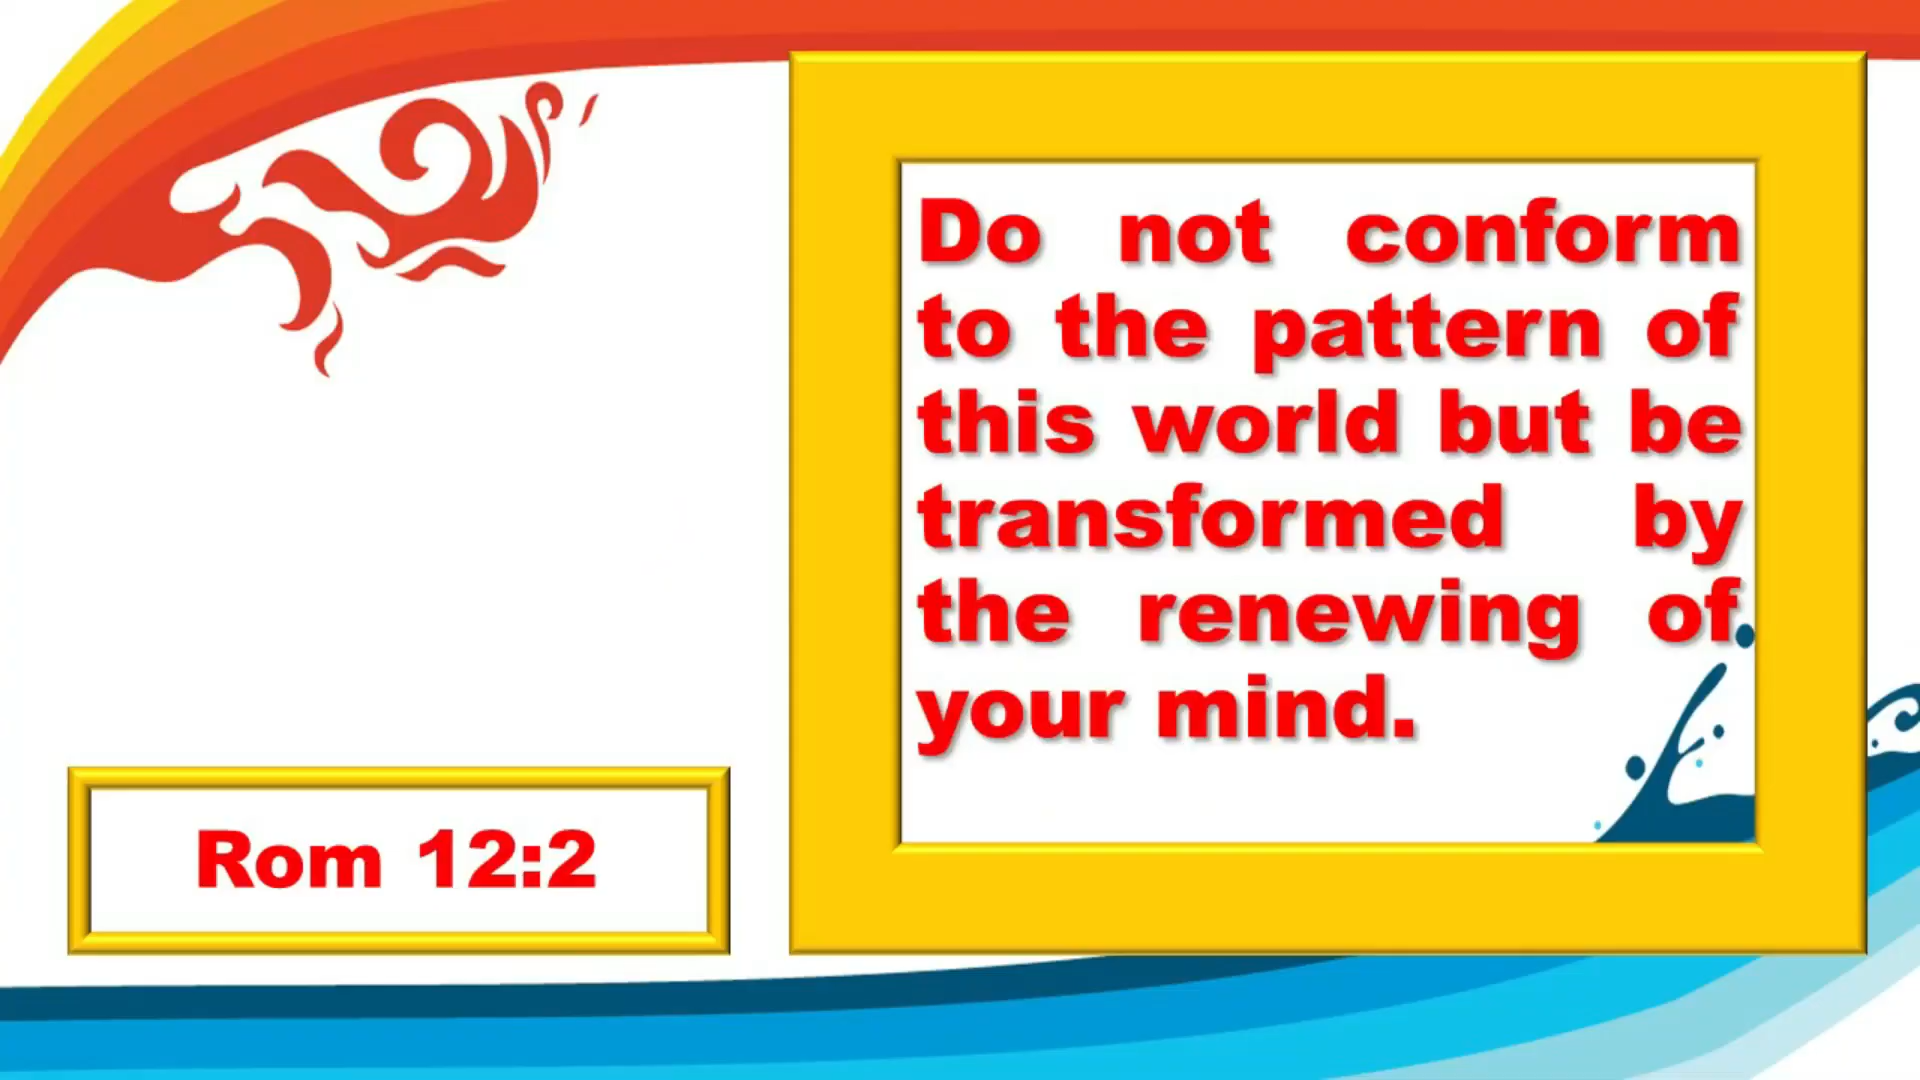 Do not conform
to the pattern of
this world but be
transformed by
the renewing of
your mind.
Rom 12:2